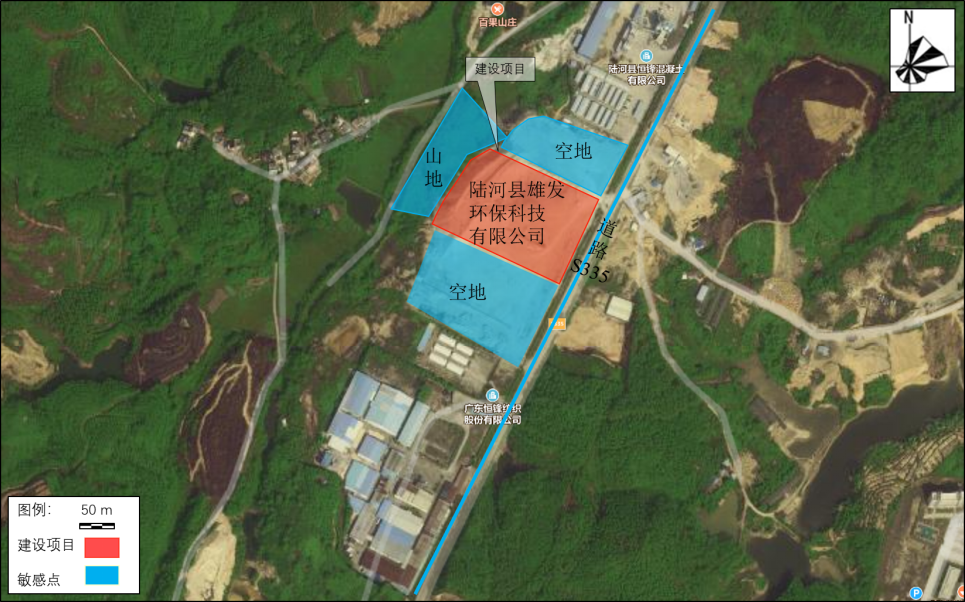 N
百果山庄
建设项目
陆河县恒锋混凝土
有限公司
山
地
空地
陆河县雄发
环保科技
有限公司
道
路
S335
空地
广东恒锋纺织
股份有限公司
图例:
50 m
建设项目
敏感点
P